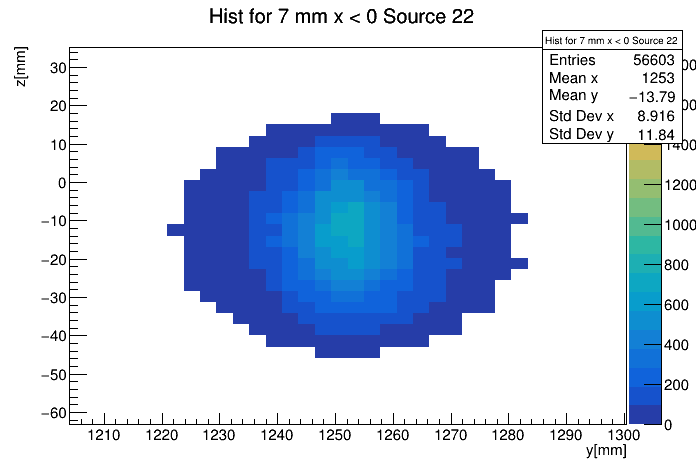 Hist for 7 mm x < 0 Source 22
Hist for 7 mm x < 0 Source 22
Entries 56603
Mean x 1253
Mean y −13.79
Std Dev x 8.916
Std Dev y 11.84
z[mm]
30
20
10
0
−10
−20
−30
−40
−50
−60
1210 1220 1230 1240 1250 1260 1270 1280 1290 1300
y[mm]
1400
1200
1000
800
600
400
200
0